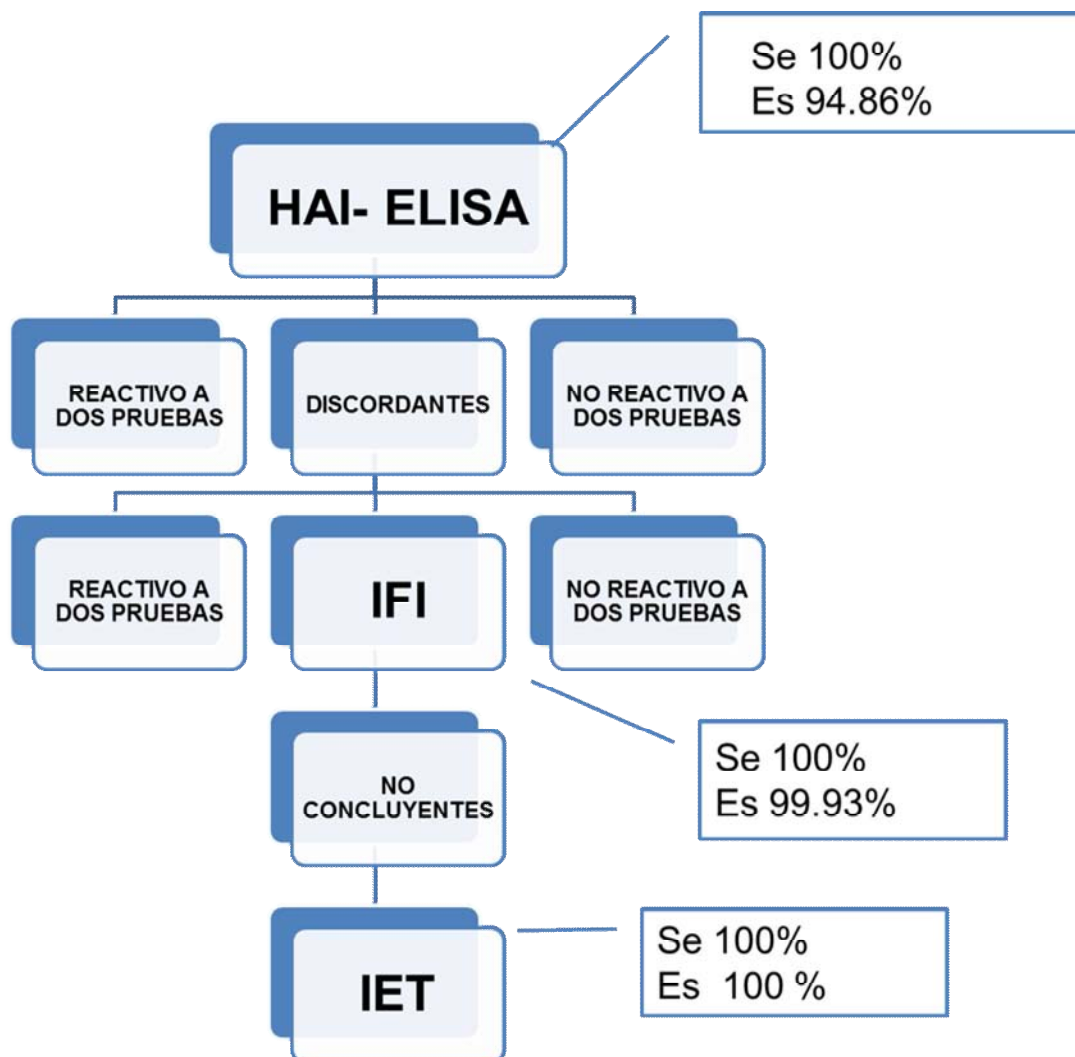 Se 100%
Es 94.86%
HAI- ELISA
REACTIVO A
DOS PRUEBAS
DISCORDANTES
NO REACTIVO A
DOS PRUEBAS
REACTIVO A
DOS PRUEBAS
IFI
NO REACTIVO A
DOS PRUEBAS
Se 100%
Es 99.93%
NO
CONCLUYENTES
Se 100%
Es 100 %
IET